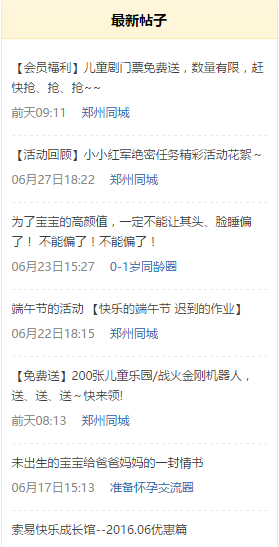 最新帖子
【会员福利】儿童剧门票免费送，数量有限，赶
快抢、抢、抢~~
前天09:11 郑州同城
【活动回顾】小小红军绝密任务精彩活动花絮～
06月27日18:22 郑州同城
为了宝宝的高颜值，一定不能让其头、脸睡偏
了！ 不能偏了！不能偏了！
06月23日15:27 0-1岁同龄圈
端午节的活动 【快乐的端午节 迟到的作业】
06月22日18:15 郑州同城
【免费送】200张儿童乐园/战火金刚机器人，
送、送、送～快来领!
前天08:13 郑州同城
未出生的宝宝给爸爸妈妈的一封情书
06月17日15:13 准备怀孕交流圈
索易快乐成长馆--2016.06优惠篇